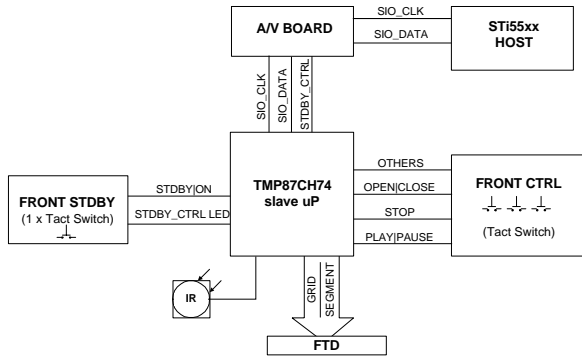 A/V BOARD
SIO_CLK
SIO_DATA
STi55xx
HOST
SIO_CLK
SIO_DATA
STDBY_CTRL
TMP87CH74
slave uP
FRONT STDBY
(1 x Tact Switch)
STDBY|ON
STDBY_CTRL LED
OTHERS
OPEN|CLOSE
STOP
PLAY|PAUSE
FRONT CTRL
(Tact Switch)
IR
GRID
SEGMENT
FTD